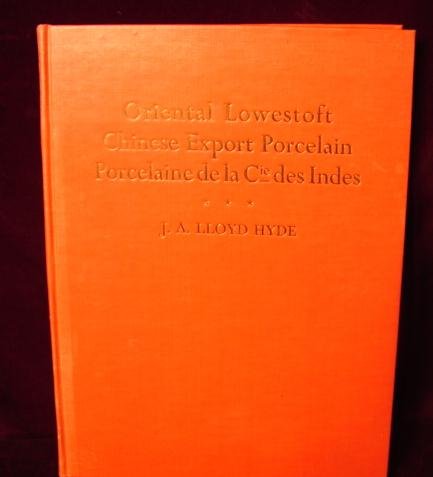 Oriental Lowestoft
Chinese Export Porcelain
Porcelaine de la Cie des Indes
* * *
J. A. LLOYD HYDE